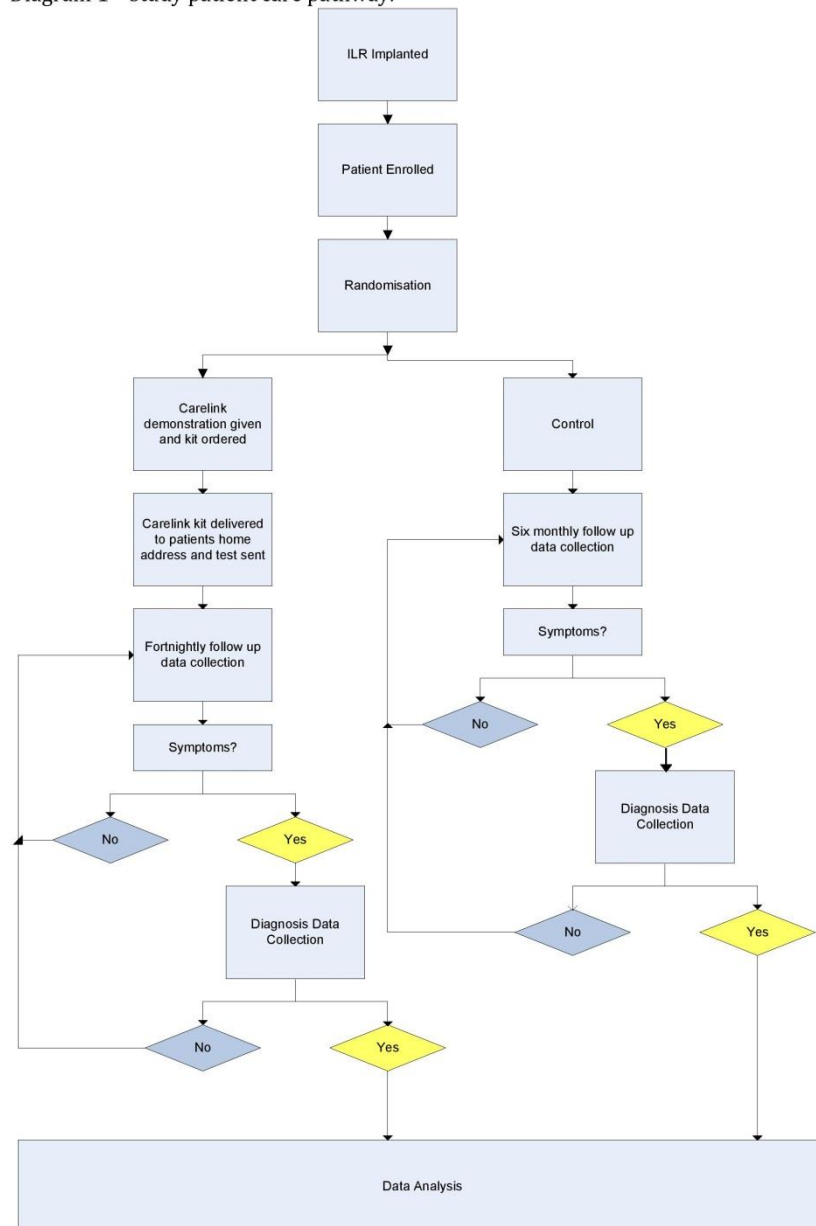 Diagram 1 - Study patient care pathway.
ILR Implanted
Patient Enrolled
Randomisation
Carelink
demonstration given
and kit ordered
Control
Carelink kit delivered
to patients home
address and test sent
Six monthly follow up
data collection
Fortnightly follow up
data collection
Symptoms?
No
Yes
Symptoms?
Diagnosis Data
Collection
No
Yes
No
Yes
Diagnosis Data
Collection
No
Yes
Data Analysis